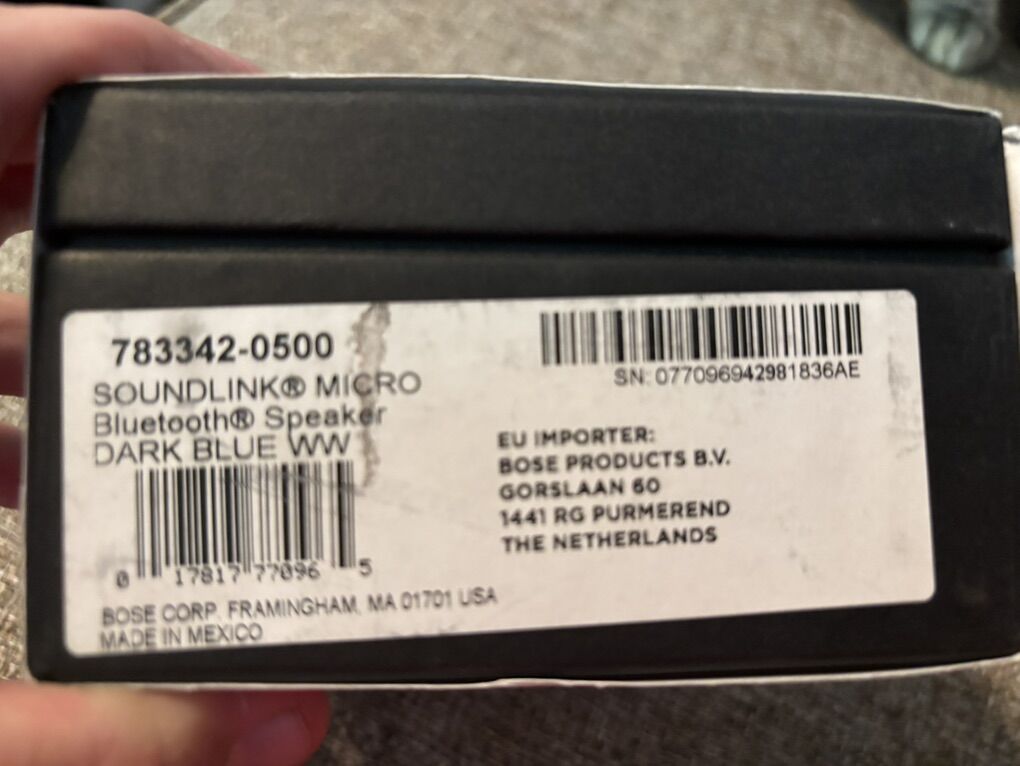 783342-0500
SOUNDLINK® MICRO
Bluetooth® Speaker
DARK BLUE WW
0 17817 77096 5
BOSE CORP. FRAMINGHAM, MA 01701 USA
MADE IN MEXICO
SN: 077096942981836AE
EU IMPORTER:
BOSE PRODUCTS B.V.
GORSLAAN 60
1441 RG PURMEREND
THE NETHERLANDS